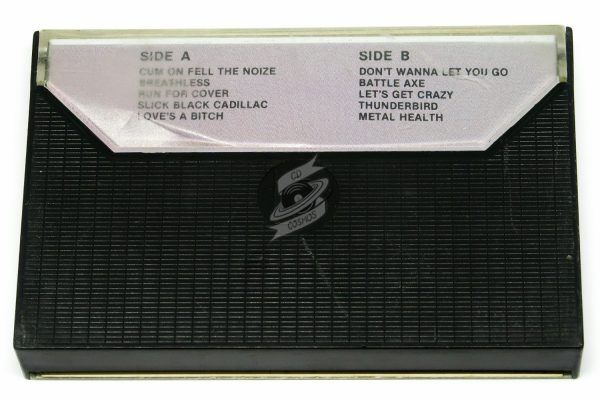 SIDE A
CUM ON FELL THE NOIZE
BREATHLESS
RUN FOR COVER
SLICK BLACK CADILLAC
LOVE'S A BITCH
SIDE B
DON'T WANNA LET YOU GO
BATTLE AXE
LET'S GET CRAZY
THUNDERBIRD
METAL HEALTH
CD
COSMOS